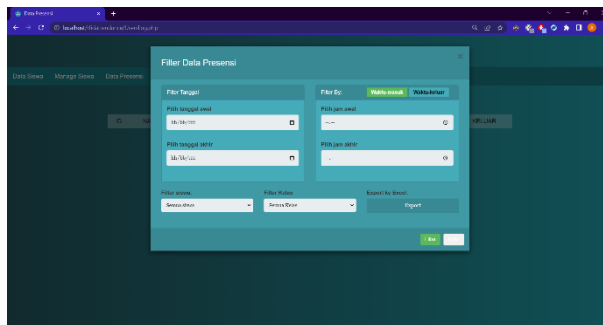 Data Presensi
Data Siswa Manage Siswa Data Presensi
Filter Data Presensi
Filter Tanggal
Pilih tanggal awal
Pilih tanggal akhir
Filter By: Waktu masuk Waktu keluar
Pilih jam awal
Pilih jam akhir
Filter siswa:
Semua siswa
Filter Kelas
Semua Kelas
Export ke Excel:
Export
KELUAR